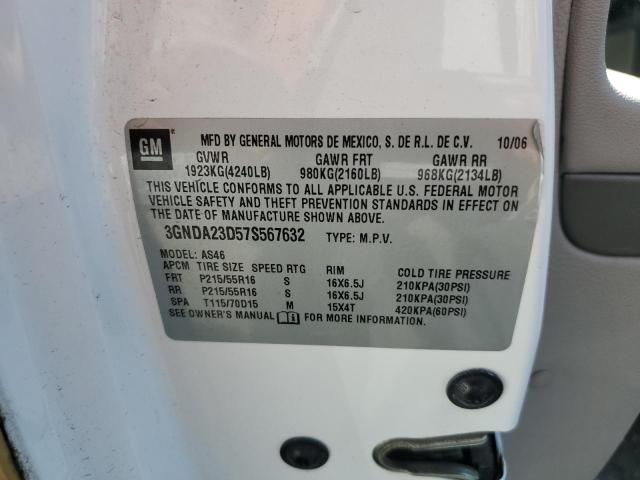 GM
MFD BY GENERAL MOTORS DE MEXICO, S. DE R.L. DE C.V. 10/06
GVWR GAWR FRT GAWR RR
1923KG(4240LB) 980KG(2160LB) 968KG(2134LB)
THIS VEHICLE CONFORMS TO ALL APPLICABLE U.S. FEDERAL MOTOR
VEHICLE SAFETY AND THEFT PREVENTION STANDARDS IN EFFECT ON
THE DATE OF MANUFACTURE SHOWN ABOVE.
3GNDA23D57S567632 TYPE: M.P.V.
MODEL: AS46
APCM TIRE SIZE SPEED RTG RIM COLD TIRE PRESSURE
FRT P215/55R16 S 16X6.5J 210KPA(30PSI)
RR P215/55R16 S 16X6.5J 210KPA(30PSI)
SPA T115/70D15 M 15X4T 420KPA(60PSI)
SEE OWNER'S MANUAL FOR MORE INFORMATION.